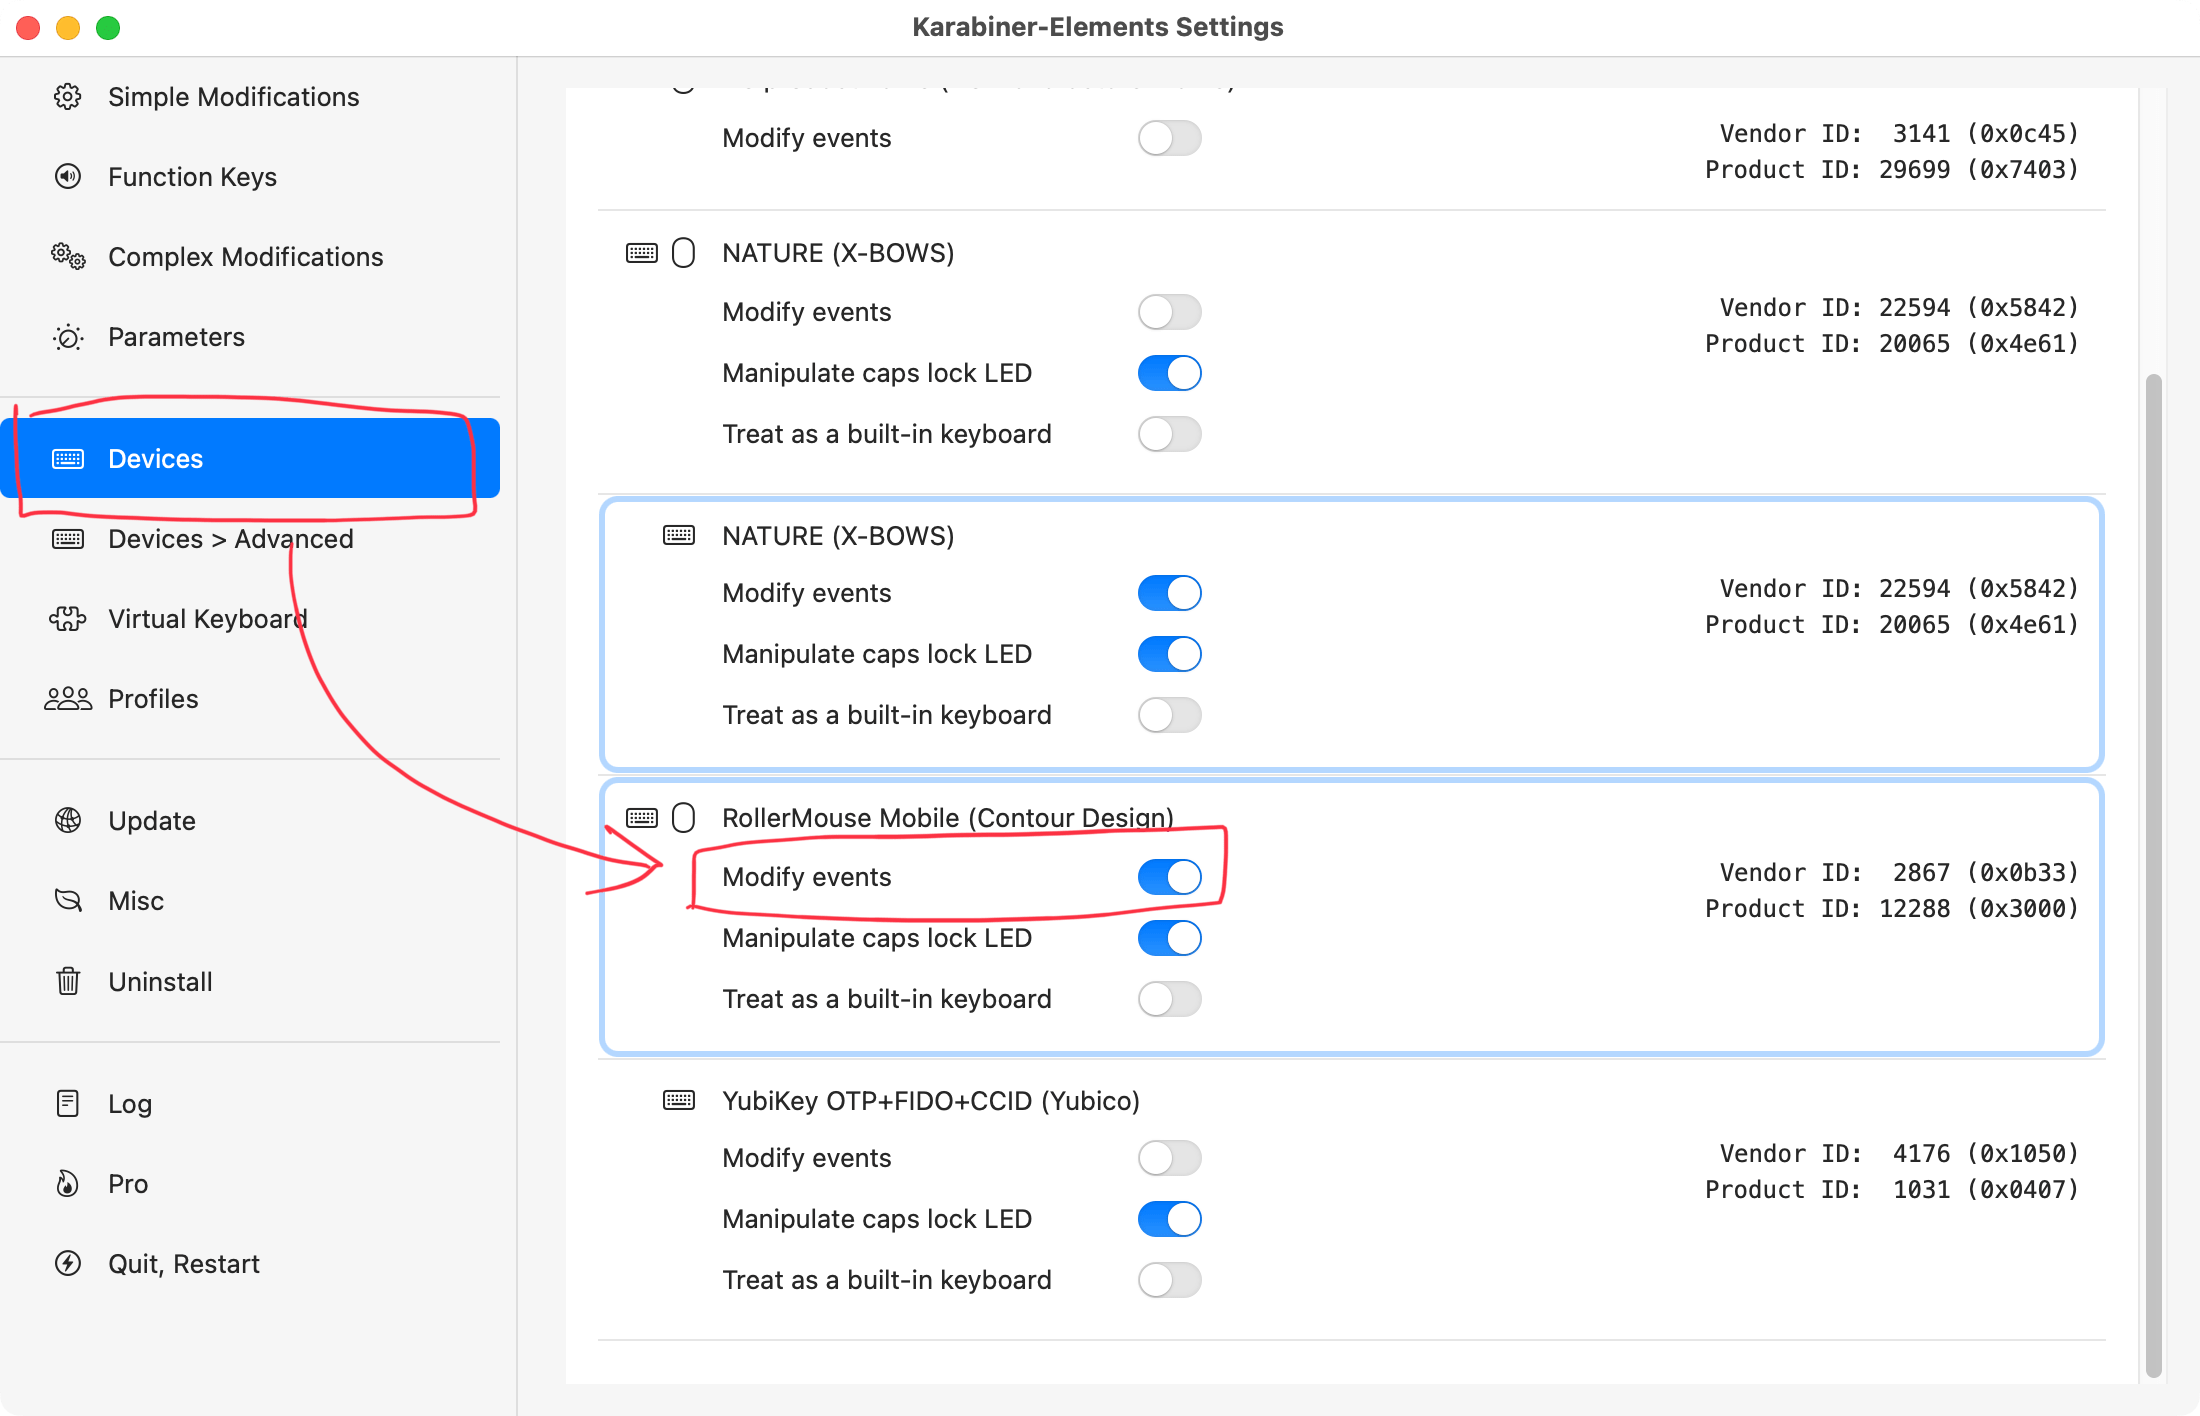 Karabiner-Elements Settings
Simple Modifications
Function Keys
Complex Modifications
Parameters
Devices
Devices > Advanced
Virtual Keyboard
Profiles
Update
Misc
Uninstall
Log
Pro
Quit, Restart
Modify events
Vendor ID: 3141 (0x0c45)
Product ID: 29699 (0x7403)
NATURE (X-BOWS)
Modify events
Vendor ID: 22594 (0x5842)
Product ID: 20065 (0x4e61)
Manipulate caps lock LED
Treat as a built-in keyboard
NATURE (X-BOWS)
Modify events
Vendor ID: 22594 (0x5842)
Product ID: 20065 (0x4e61)
Manipulate caps lock LED
Treat as a built-in keyboard
RollerMouse Mobile (Contour Design)
Modify events
Vendor ID: 2867 (0x0b33)
Product ID: 12288 (0x3000)
Manipulate caps lock LED
Treat as a built-in keyboard
YubiKey OTP+FIDO+CCID (Yubico)
Modify events
Vendor ID: 4176 (0x1050)
Product ID: 1031 (0x0407)
Manipulate caps lock LED
Treat as a built-in keyboard